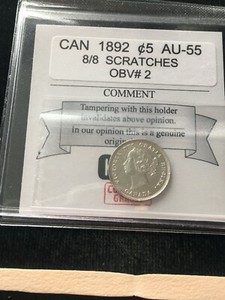 CAN 1892 ¢5 AU-55
8/8 SCRATCHES
OBV# 2
COMMENT
Tampering with this holder
invalidates above opinion.
In our opinion this is a genuine